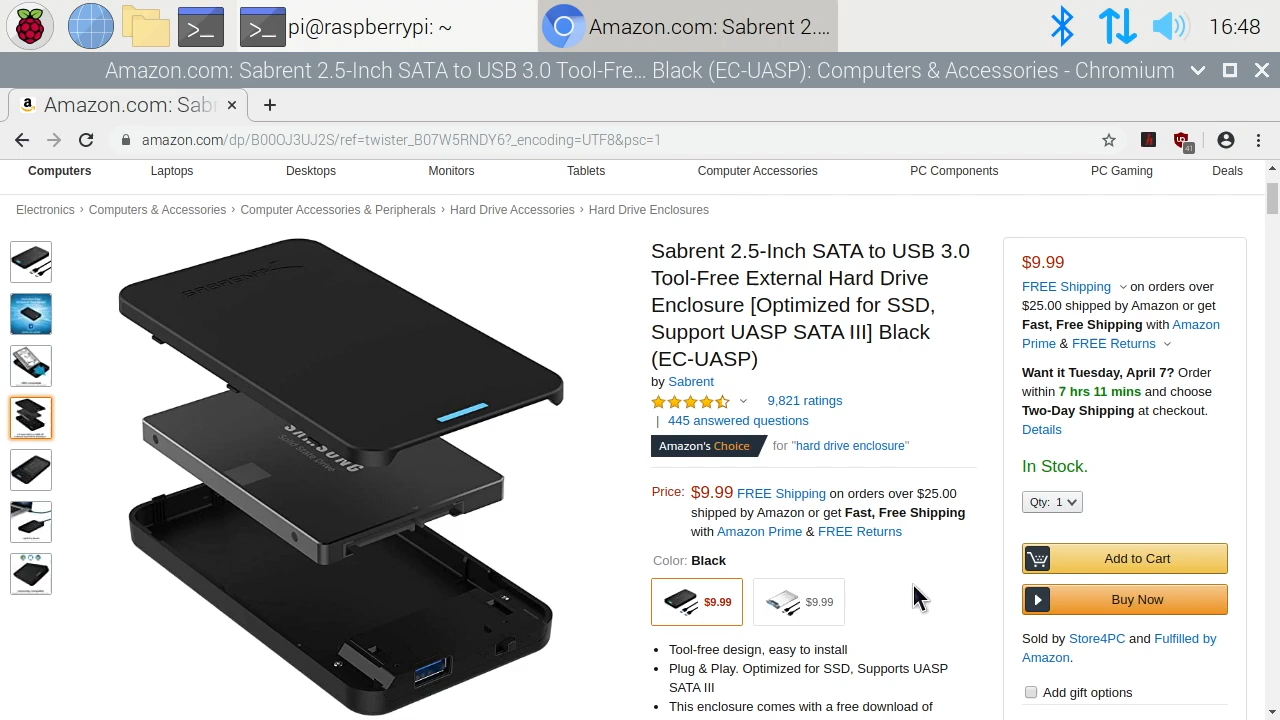 pi@raspberrypi: ~
Amazon.com: Sabrent 2....
16:48
Amazon.com: Sabrent 2.5-Inch SATA to USB 3.0 Tool-Fre... Black (EC-UASP): Computers & Accessories - Chromium
Amazon.com: Sabr
amazon.com/dp/B00OJ3UJ2S/ref=twister_B07W5RNDY6?_encoding=UTF8&psc=1
41
Computers
Laptops
Desktops
Monitors
Tablets
Computer Accessories
PC Components
PC Gaming
Deals
Electronics › Computers & Accessories › Computer Accessories & Peripherals › Hard Drive Accessories › Hard Drive Enclosures
SABRENT
SAMSUNG
Solid State Drive
Sabrent 2.5-Inch SATA to USB 3.0
Tool-Free External Hard Drive
Enclosure [Optimized for SSD,
Support UASP SATA III] Black
(EC-UASP)
by Sabrent
9,821 ratings
| 445 answered questions
Amazon's Choice for "hard drive enclosure"
Price: $9.99 FREE Shipping on orders over $25.00
shipped by Amazon or get Fast, Free Shipping
with Amazon Prime & FREE Returns
Color: Black
$9.99
$9.99
• Tool-free design, easy to install
• Plug & Play. Optimized for SSD, Supports UASP
SATA III
• This enclosure comes with a free download of
$9.99
FREE Shipping on orders over
$25.00 shipped by Amazon or get
Fast, Free Shipping with Amazon
Prime & FREE Returns
Want it Tuesday, April 7? Order
within 7 hrs 11 mins and choose
Two-Day Shipping at checkout.
Details
In Stock.
Qty: 1
Add to Cart
Buy Now
Sold by Store4PC and Fulfilled by
Amazon.
Add gift options